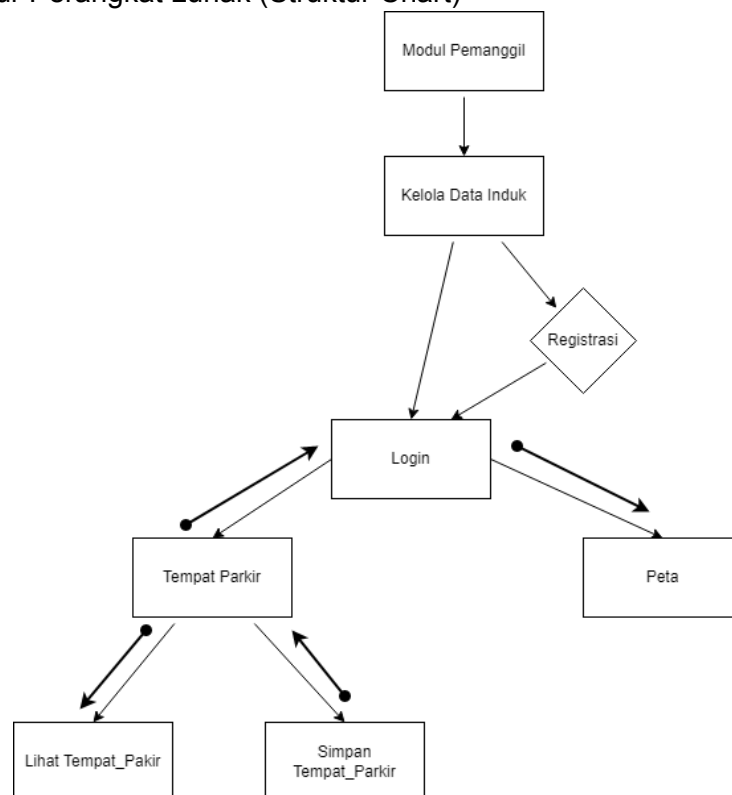 Perangkat Lunak (Struktur Chart)
Modul Pemanggil
Kelola Data Induk
Registrasi
Login
Tempat Parkir
Peta
Lihat Tempat_Pakir
Simpan
Tempat_Parkir